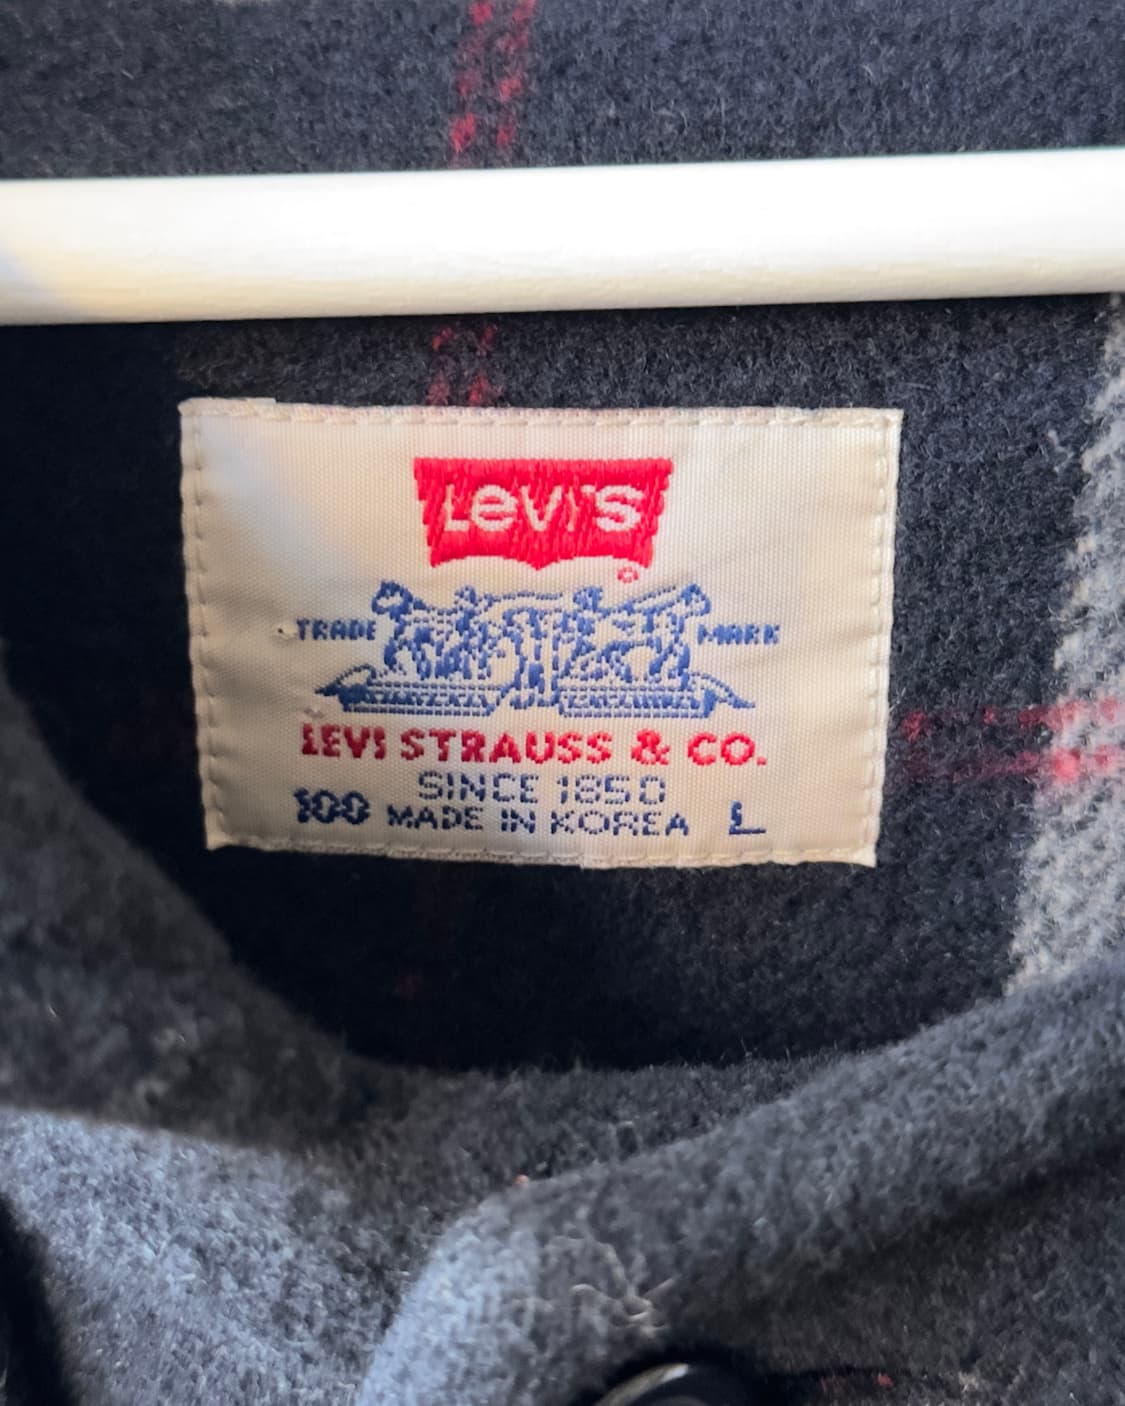 Levi's
®
TRADE MARK
LEVI STRAUSS & CO.
SINCE 1850
100 MADE IN KOREA L